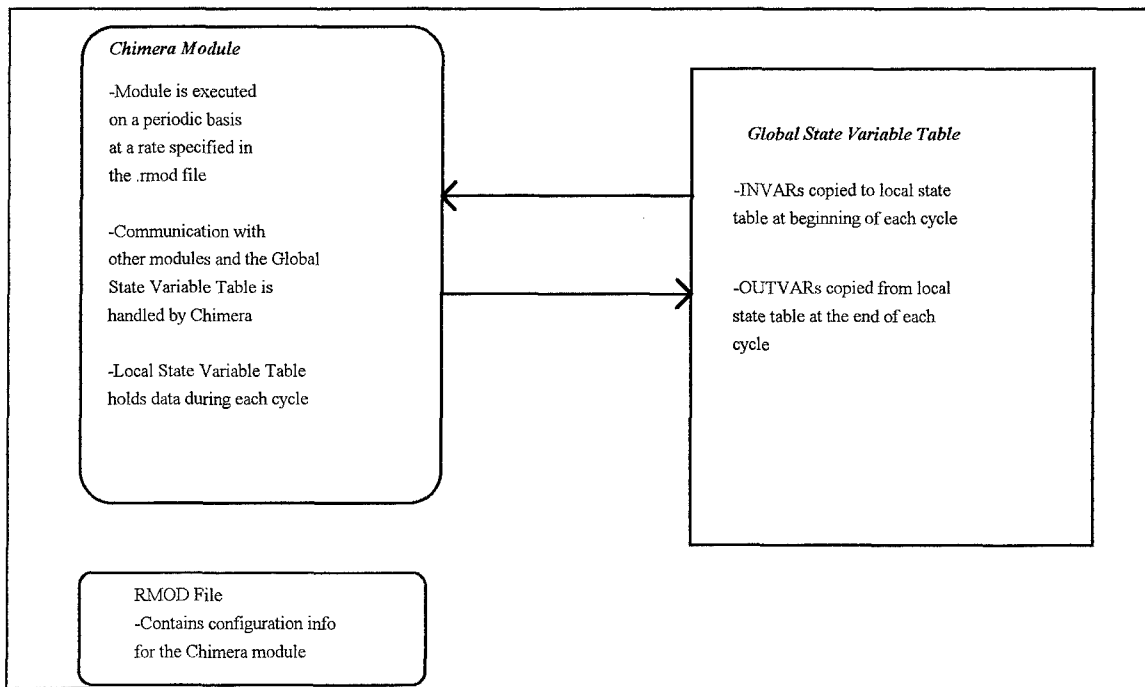 Chimera Module
-Module is executed
on a periodic basis
at a rate specified in
the .rmod file
-Communication with
other modules and the Global
State Variable Table is
handled by Chimera
-Local State Variable Table
holds data during each cycle
Global State Variable Table
-INVARs copied to local state
table at beginning of each cycle
-OUTVARs copied from local
state table at the end of each
cycle
RMOD File
-Contains configuration info
for the Chimera module